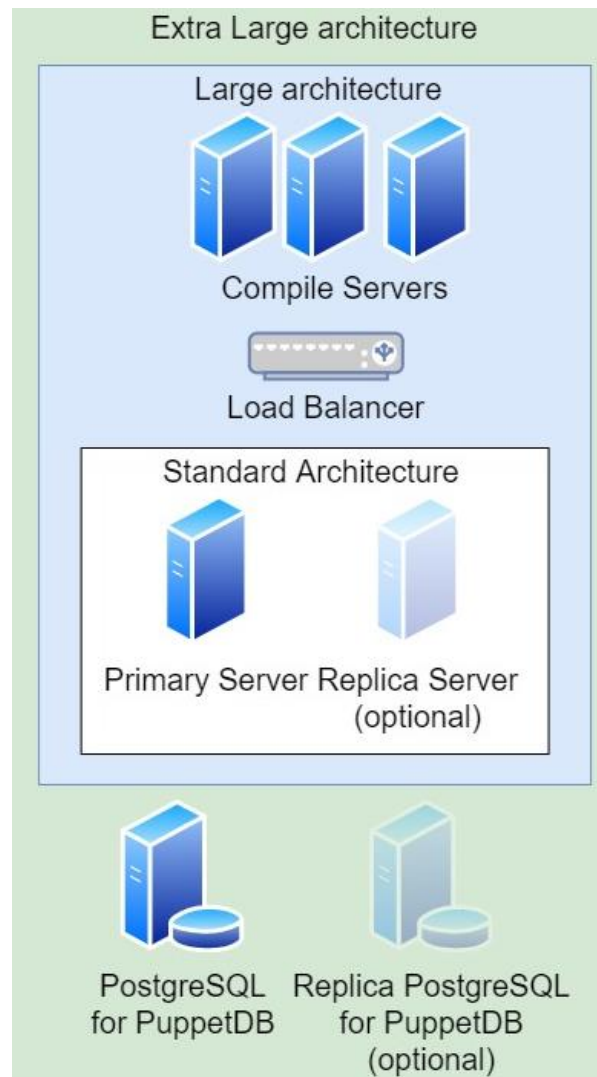 Extra Large architecture
Large architecture
Compile Servers
Load Balancer
Standard Architecture
Primary Server
Replica Server
(optional)
PostgreSQL
for PuppetDB
Replica PostgreSQL
for PuppetDB
(optional)